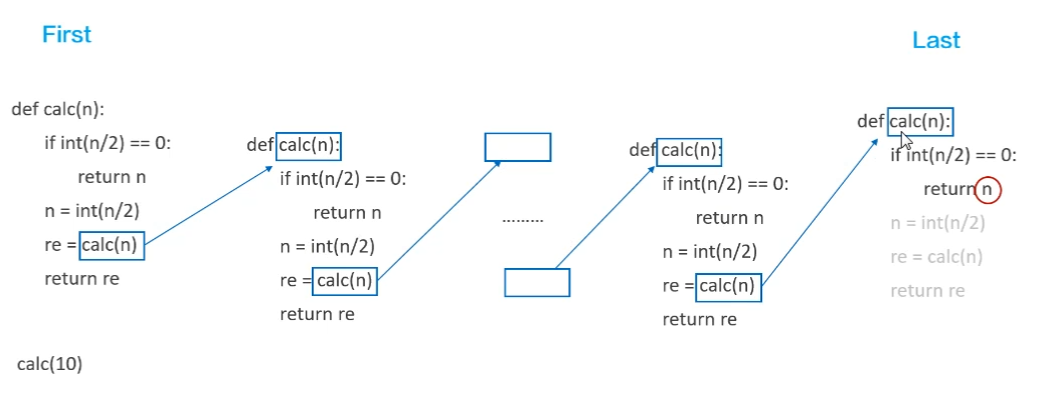 First
Last
def calc(n):
if int(n/2) == 0:
return n
n = int(n/2)
re = calc(n)
return re
def calc(n):
if int(n/2) == 0:
return n
n = int(n/2)
re = calc(n)
return re
.........
def calc(n):
if int(n/2) == 0:
return n
n = int(n/2)
re = calc(n)
return re
def calc(n):
if int(n/2) == 0:
return n
n = int(n/2)
re = calc(n)
return re
calc(10)